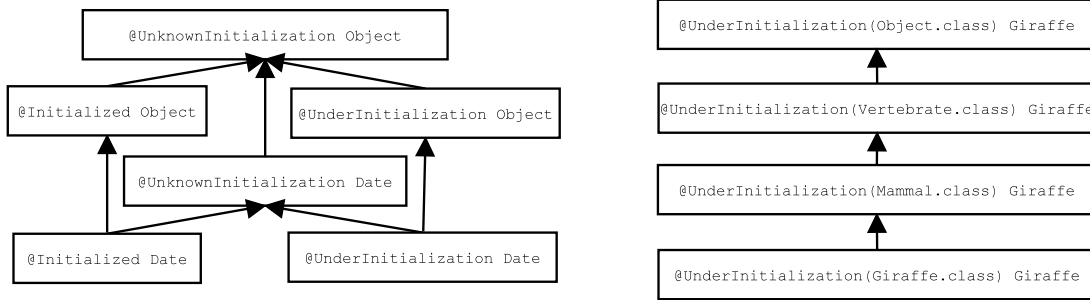 @UnknownInitialization Object
@Initialized Object
@UnderInitialization Object
@UnknownInitialization Date
@Initialized Date
@UnderInitialization Date
@UnderInitialization(Object.class) Giraffe
@UnderInitialization(Vertebrate.class) Giraffe
@UnderInitialization(Mammal.class) Giraffe
@UnderInitialization(Giraffe.class) Giraffe